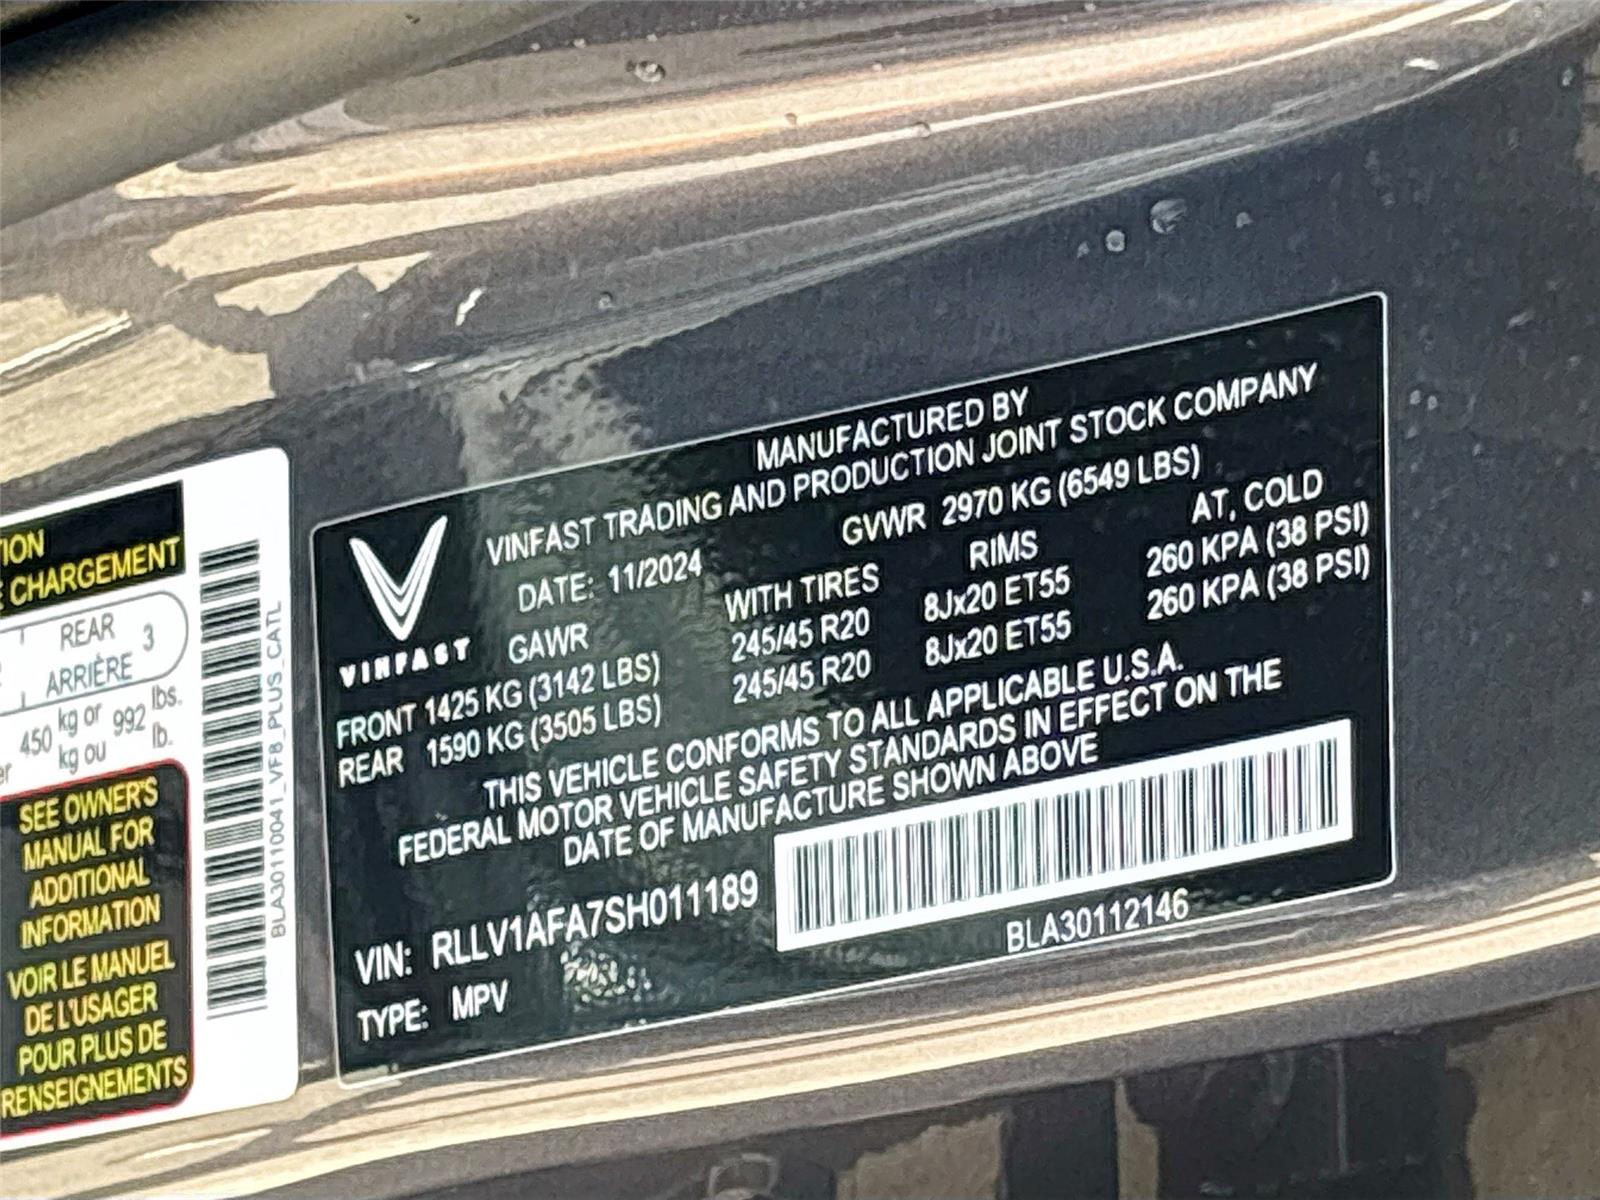 TION
CHARGEMENT
REAR 3
ARRIÈRE
450 kg or 992 lbs.
kg ou lb.
SEE OWNER'S
MANUAL FOR
ADDITIONAL
INFORMATION
VOIR LE MANUEL
DE L'USAGER
POUR PLUS DE
RENSEIGNEMENTS
BLA30110041_VF8_PLUS_CATL
VINFAST
MANUFACTURED BY
VINFAST TRADING AND PRODUCTION JOINT STOCK COMPANY
DATE: 11/2024 GVWR 2970 KG (6549 LBS)
GAWR WITH TIRES RIMS AT, COLD
FRONT 1425 KG (3142 LBS) 245/45 R20 8Jx20 ET55 260 KPA (38 PSI)
REAR 1590 KG (3505 LBS) 245/45 R20 8Jx20 ET55 260 KPA (38 PSI)
THIS VEHICLE CONFORMS TO ALL APPLICABLE U.S.A.
FEDERAL MOTOR VEHICLE SAFETY STANDARDS IN EFFECT ON THE
DATE OF MANUFACTURE SHOWN ABOVE
VIN: RLLV1AFA7SH011189
TYPE: MPV
BLA30112146